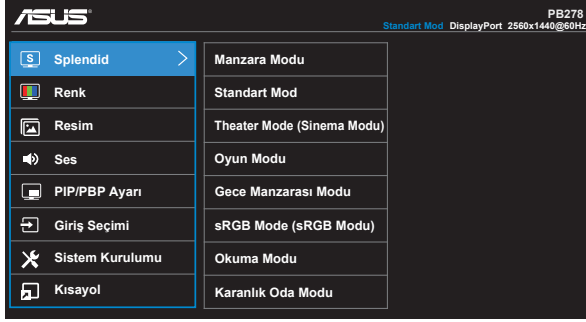 ASUS
PB278
Standart Mod DisplayPort 2560x1440@60Hz
S Splendid
Renk
Resim
Ses
PIP/PBP Ayarı
Giriş Seçimi
Sistem Kurulumu
Kısayol
Manzara Modu
Standart Mod
Theater Mode (Sinema Modu)
Oyun Modu
Gece Manzarası Modu
sRGB Mode (sRGB Modu)
Okuma Modu
Karanlık Oda Modu